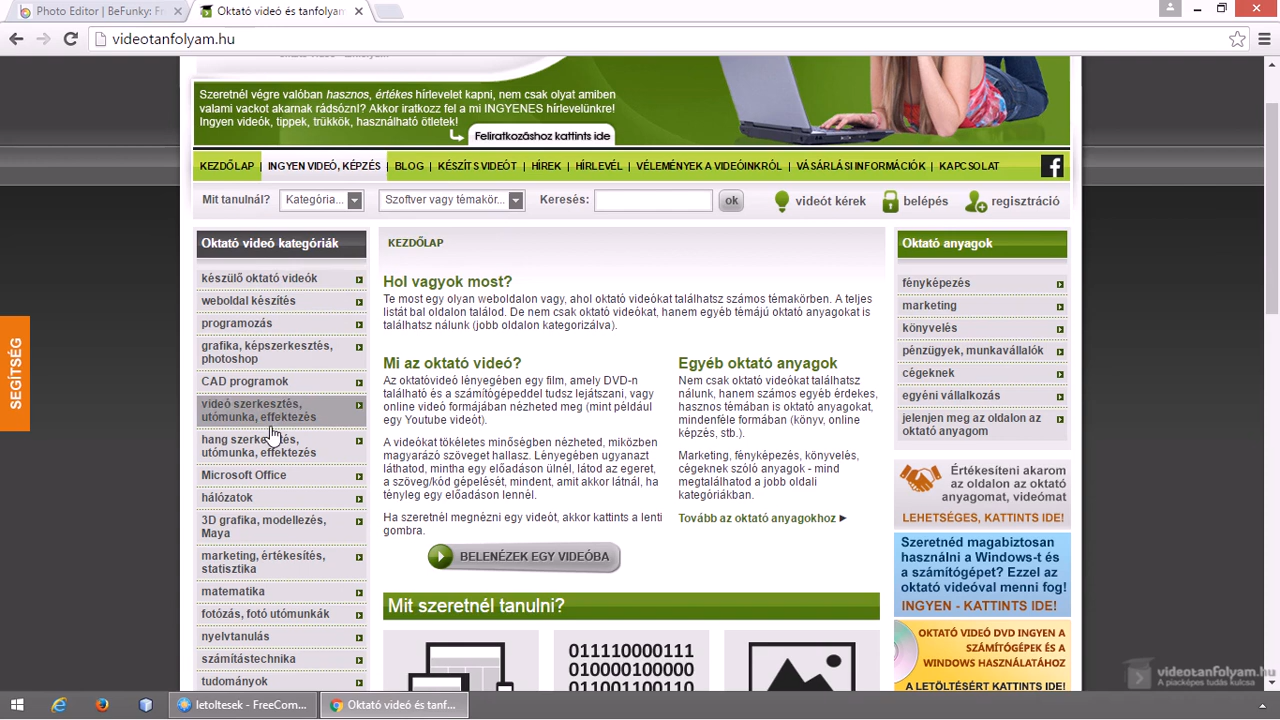 Photo Editor | BeFunky: Fr
Oktató videó és tanfolyam
videotanfolyam.hu
Szeretnél végre valóban hasznos, értékes hírlevelet kapni, nem csak olyat amiben
valami vackot akarnak rádsózni? Akkor iratkozz fel a mi INGYENES hírlevelünkre!
Ingyen videók, tippek, trükkök, használható ötletek!
Feliratkozáshoz kattints ide
KEZDŐLAP | INGYEN VIDEÓ, KÉPZÉS | BLOG | KÉSZÍTS VIDEÓT | HÍREK | HÍRLEVÉL | VÉLEMÉNYEK A VIDEÓINKRÓL | VÁSÁRLÁSI INFORMÁCIÓK | KAPCSOLAT
Mit tanulnál? Kategória... Szoftver vagy témakör... Keresés: ok videót kérek belépés regisztráció
SEGÍTSÉG
Oktató videó kategóriák
készülő oktató videók
weboldal készítés
programozás
grafika, képszerkesztés,
photoshop
CAD programok
videó szerkesztés,
utómunka, effektezés
hang szerkesztés,
utómunka, effektezés
Microsoft Office
hálózatok
3D grafika, modellezés,
Maya
marketing, értékesítés,
statisztika
matematika
fotózás, fotó utómunkák
nyelvtanulás
számítástechnika
tudományok
KEZDŐLAP
Hol vagyok most?
Te most egy olyan weboldalon vagy, ahol oktató videókat találhatsz számos témakörben. A teljes
listát bal oldalon találod. De nem csak oktató videókat, hanem egyéb témájú oktató anyagokat is
találhatsz nálunk (jobb oldalon kategorizálva).
Mi az oktató videó?
Az oktatóvideó lényegében egy film, amely DVD-n
található és a számítógépeddel tudsz lejátszani, vagy
online videó formájában nézheted meg (mint például
egy Youtube videót).
A videókat tökéletes minőségben nézheted, miközben
magyarázó szöveget hallasz. Lényegében ugyanazt
láthatod, mintha egy előadáson ülnél, látod az egeret,
a szöveg/kód gépelését, mindent, amit akkor látnál, ha
tényleg egy előadáson lennél.
Ha szeretnél megnézni egy videót, akkor kattints a lenti
gombra.
BELENÉZEK EGY VIDEÓBA
Egyéb oktató anyagok
Nem csak oktató videókat találhatsz
nálunk, hanem számos egyéb érdekes,
hasznos témában is oktató anyagokat,
mindenféle formában (könyv, online
képzés, stb.).
Marketing, fényképezés, könyvelés,
cégeknek szóló anyagok - mind
megtalálhatod a jobb oldali
kategóriákban.
Tovább az oktató anyagokhoz
Mit szeretnél tanulni?
011110000111
010000100000
011001100110
Oktató anyagok
fényképezés
marketing
könyvelés
pénzügyek, munkavállalók
cégeknek
egyéni vállalkozás
jelenjen meg az oldalon az
oktató anyagom
Értékesíteni akarom
az oldalon az oktató
anyagomat, videómat
LEHETSÉGES, KATTINTS IDE!
Szeretnéd magabiztosan
használni a Windows-t és
a számítógépet? Ezzel az
oktató videóval menni fog!
INGYEN - KATTINTS IDE!
OKTATÓ VIDEÓ DVD INGYEN A
SZÁMÍTÓGÉPEK ÉS A
WINDOWS HASZNÁLATÁHOZ
A LETÖLTÉSÉRT KATTINTS IDE!
videotanfolyam.hu
A piacképes tudás kulcsa
letoltesek - FreeCom...
Oktató videó és tanf...